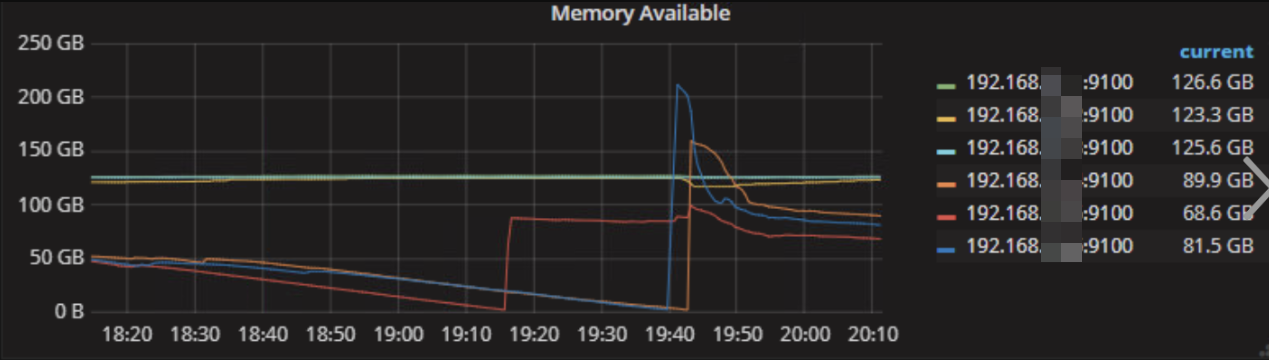 Memory Available
250 GB
200 GB
150 GB
100 GB
50 GB
0 B
18:20 18:30 18:40 18:50 19:00 19:10 19:20 19:30 19:40 19:50 20:00 20:10
current
192.168. :9100 126.6 GB
192.168. :9100 123.3 GB
192.168. :9100 125.6 GB
192.168. :9100 89.9 GB
192.168. :9100 68.6 GB
192.168. :9100 81.5 GB